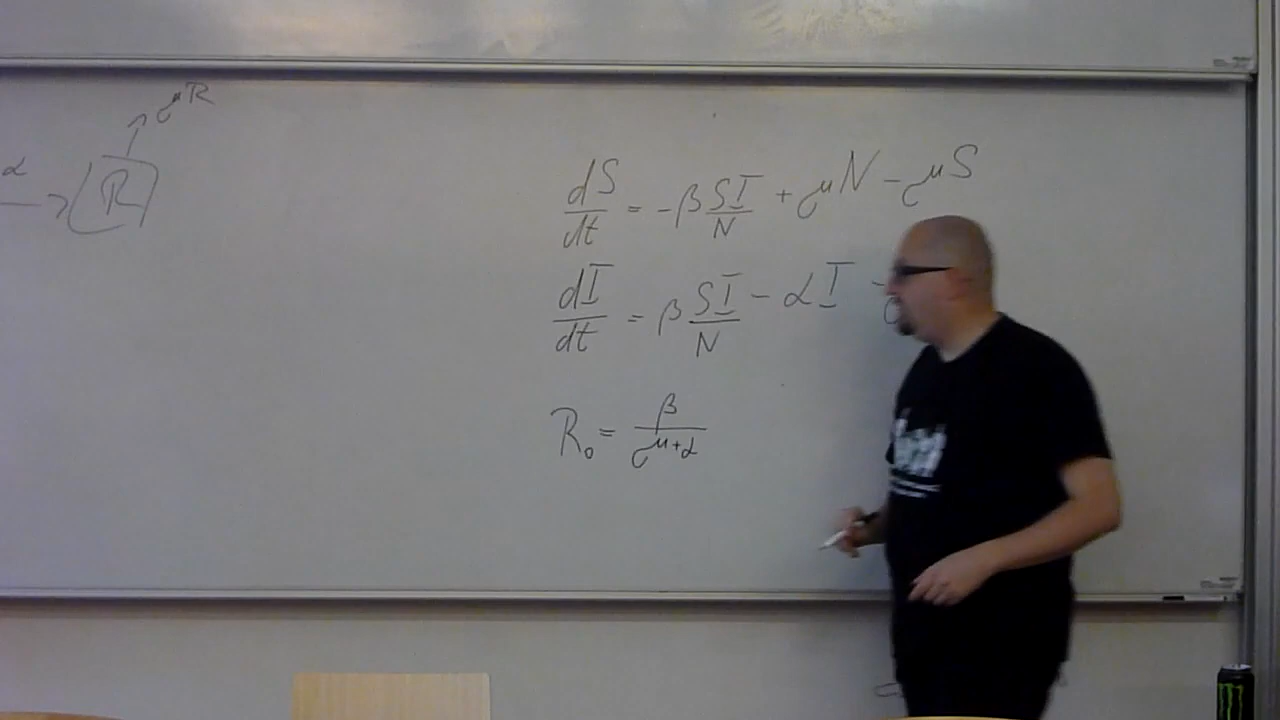 μR
α
R
dS/dt = -β SI/N + μN - μS
dI/dt = β SI/N - αI -
R₀ = β/(μ+α)